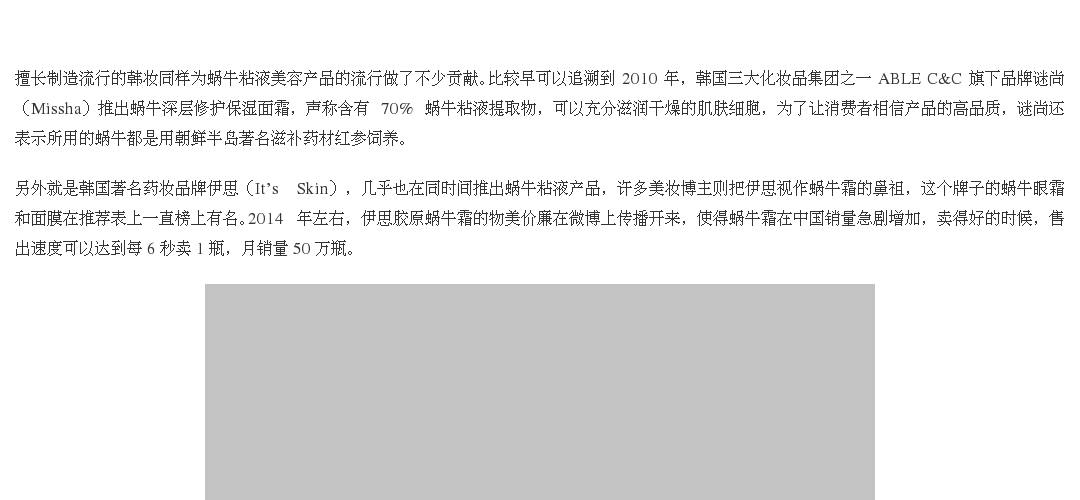 擅长制造流行的韩妆同样为蜗牛粘液美容产品的流行做了不少贡献。比较早可以追溯到 2010 年，韩国三大化妆品集团之一 ABLE C&C 旗下品牌谜尚
（Missha）推出蜗牛深层修护保湿面霜，声称含有 70% 蜗牛粘液提取物，可以充分滋润干燥的肌肤细胞，为了让消费者相信产品的高品质，谜尚还
表示所用的蜗牛都是用朝鲜半岛著名滋补药材红参饲养。
另外就是韩国著名药妆品牌伊思（It's Skin），几乎也在同时间推出蜗牛粘液产品，许多美妆博主则把伊思视作蜗牛霜的鼻祖，这个牌子的蜗牛眼霜
和面膜在推荐表上一直榜上有名。2014 年左右，伊思胶原蜗牛霜的物美价廉在微博上传播开来，使得蜗牛霜在中国销量急剧增加，卖得好的时候，售
出速度可以达到每 6 秒卖 1 瓶，月销量 50 万瓶。